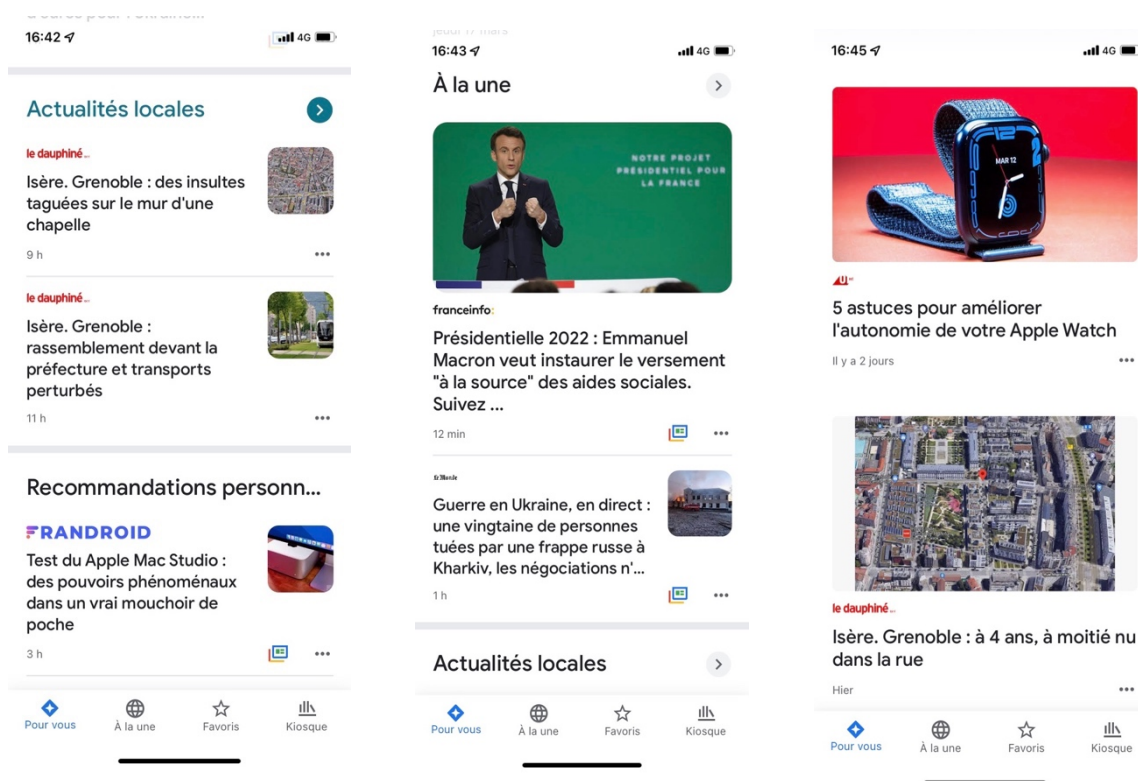 16:42
4G
Actualités locales
le dauphiné
Isère. Grenoble : des insultes
taguées sur le mur d'une
chapelle
9 h
le dauphiné
Isère. Grenoble :
rassemblement devant la
préfecture et transports
perturbés
11 h
Recommandations personn...
FRANDROID
Test du Apple Mac Studio :
des pouvoirs phénoménaux
dans un vrai mouchoir de
poche
3 h
Pour vous
À la une
Favoris
Kiosque
16:43
4G
À la une
NOTRE PROJET
PRÉSIDENTIEL POUR
LA FRANCE
franceinfo:
Présidentielle 2022 : Emmanuel
Macron veut instaurer le versement
"à la source" des aides sociales.
Suivez ...
12 min
Le Monde
Guerre en Ukraine, en direct :
une vingtaine de personnes
tuées par une frappe russe à
Kharkiv, les négociations n'...
1 h
Actualités locales
Pour vous
À la une
Favoris
Kiosque
16:45
4G
MAR 12
5 astuces pour améliorer
l'autonomie de votre Apple Watch
Il y a 2 jours
le dauphiné
Isère. Grenoble : à 4 ans, à moitié nu
dans la rue
Hier
Pour vous
À la une
Favoris
Kiosque